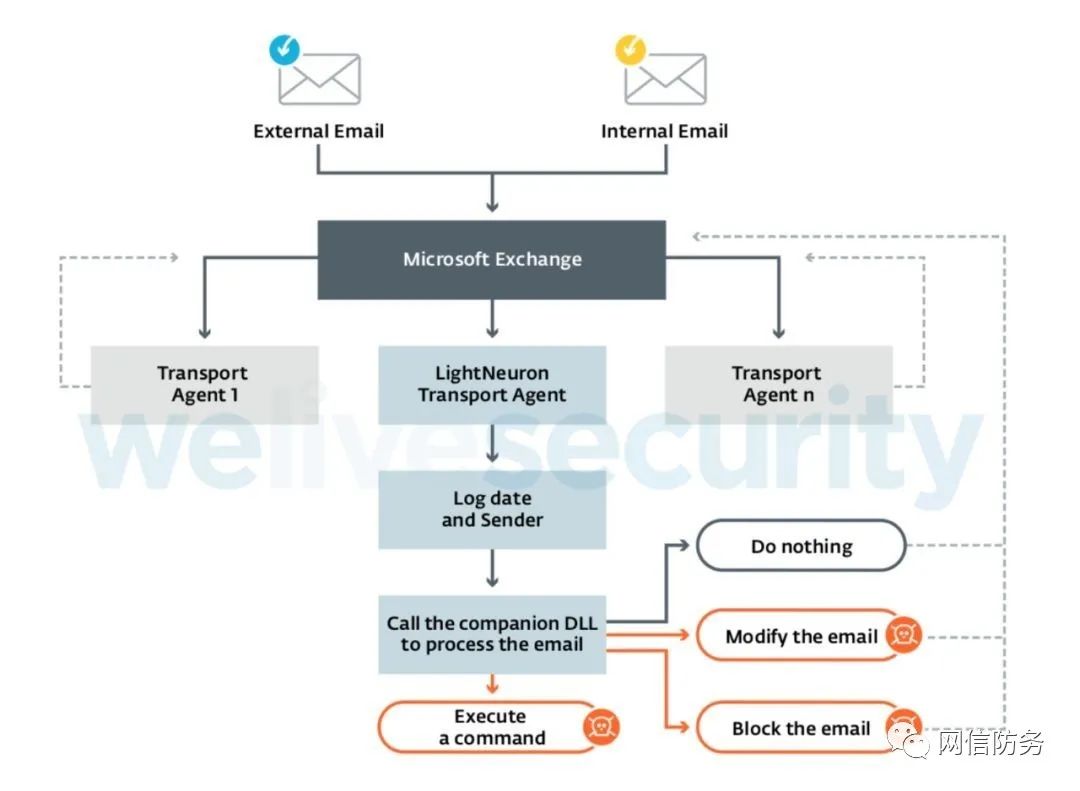 External Email
Internal Email
Microsoft Exchange
Transport
Agent 1
LightNeuron
Transport Agent
Transport
Agent n
welivesecurity
Log date
and Sender
Do nothing
Call the companion DLL
to process the email
Modify the email
Execute
a command
Block the email
网信防务